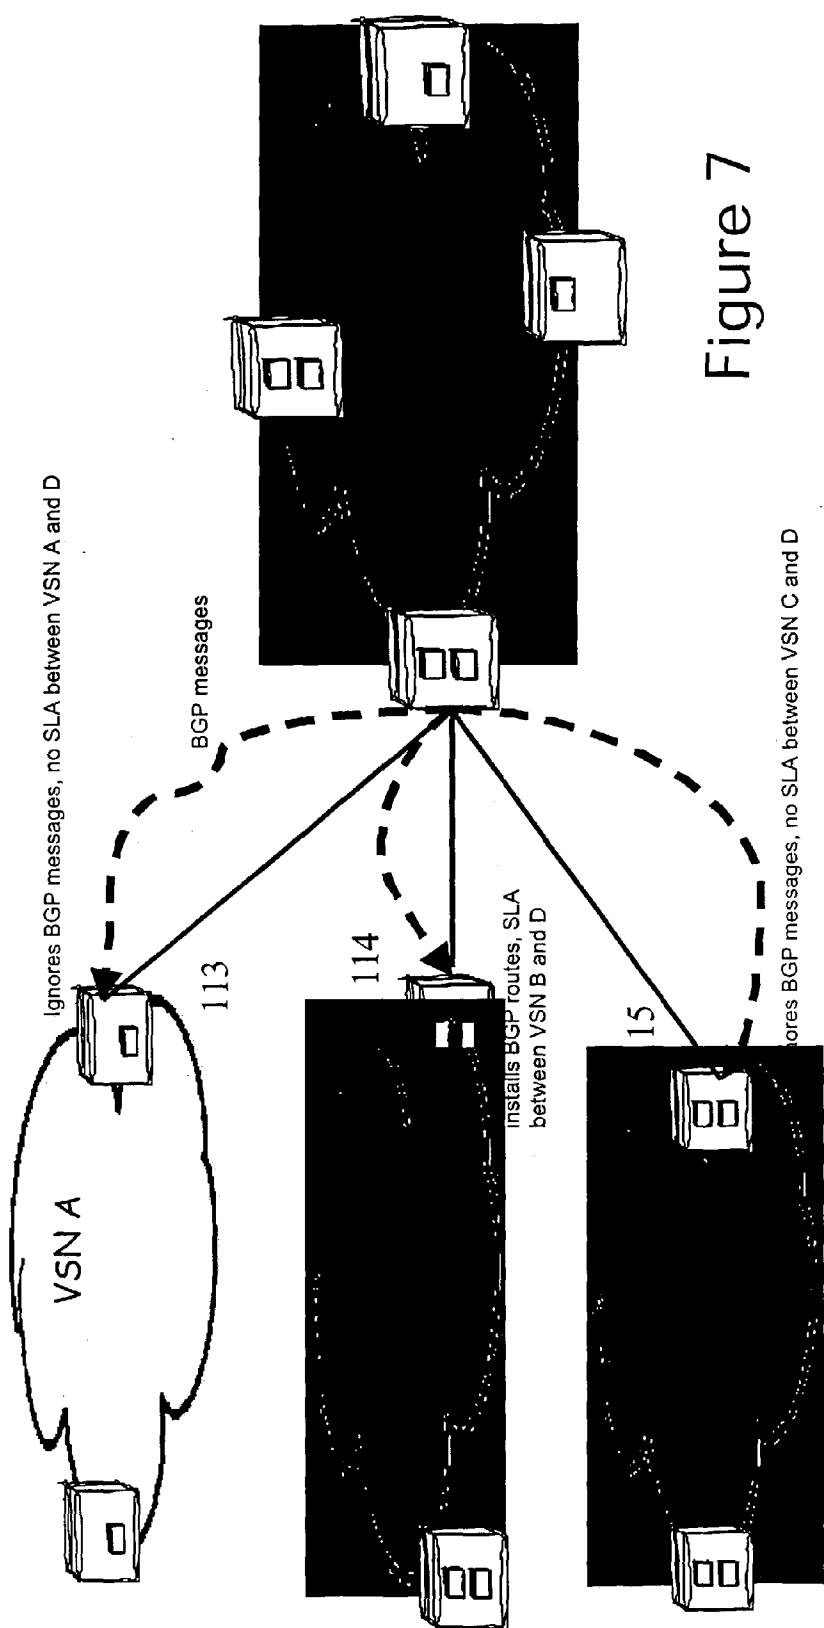 Ignores BGP messages, no SLA between VSN A and D
BGP messages
VSN A
113
114
installs BGP routes, SLA
between VSN B and D
15
nores BGP messages, no SLA between VSN C and D
Figure 7